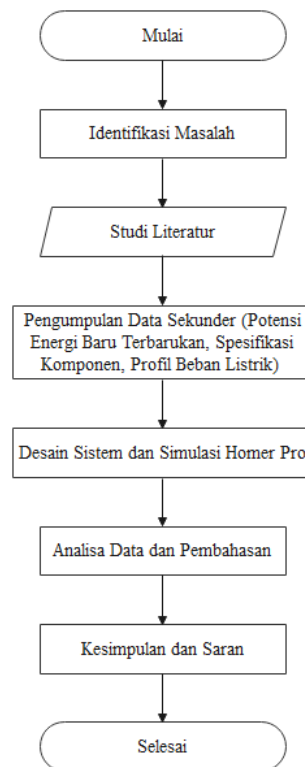 Mulai
Identifikasi Masalah
Studi Literatur
Pengumpulan Data Sekunder (Potensi
Energi Baru Terbarukan, Spesifikasi
Komponen, Profil Beban Listrik)
Desain Sistem dan Simulasi Homer Pro
Analisa Data dan Pembahasan
Kesimpulan dan Saran
Selesai